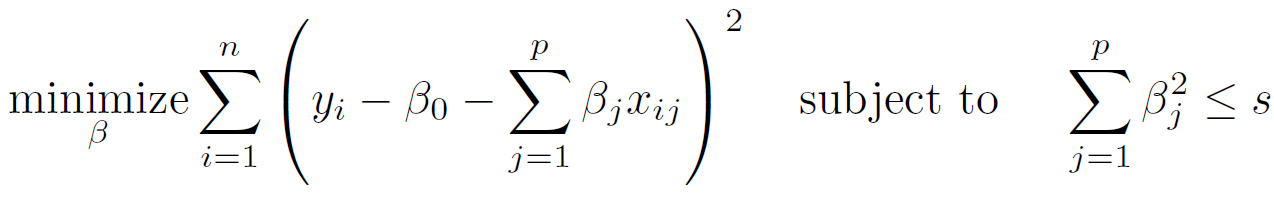 minimize_β ∑_{i=1}^{n} ( y_i − β_0 − ∑_{j=1}^{p} β_j x_{ij} )^2 subject to ∑_{j=1}^{p} β_j^2 ≤ s